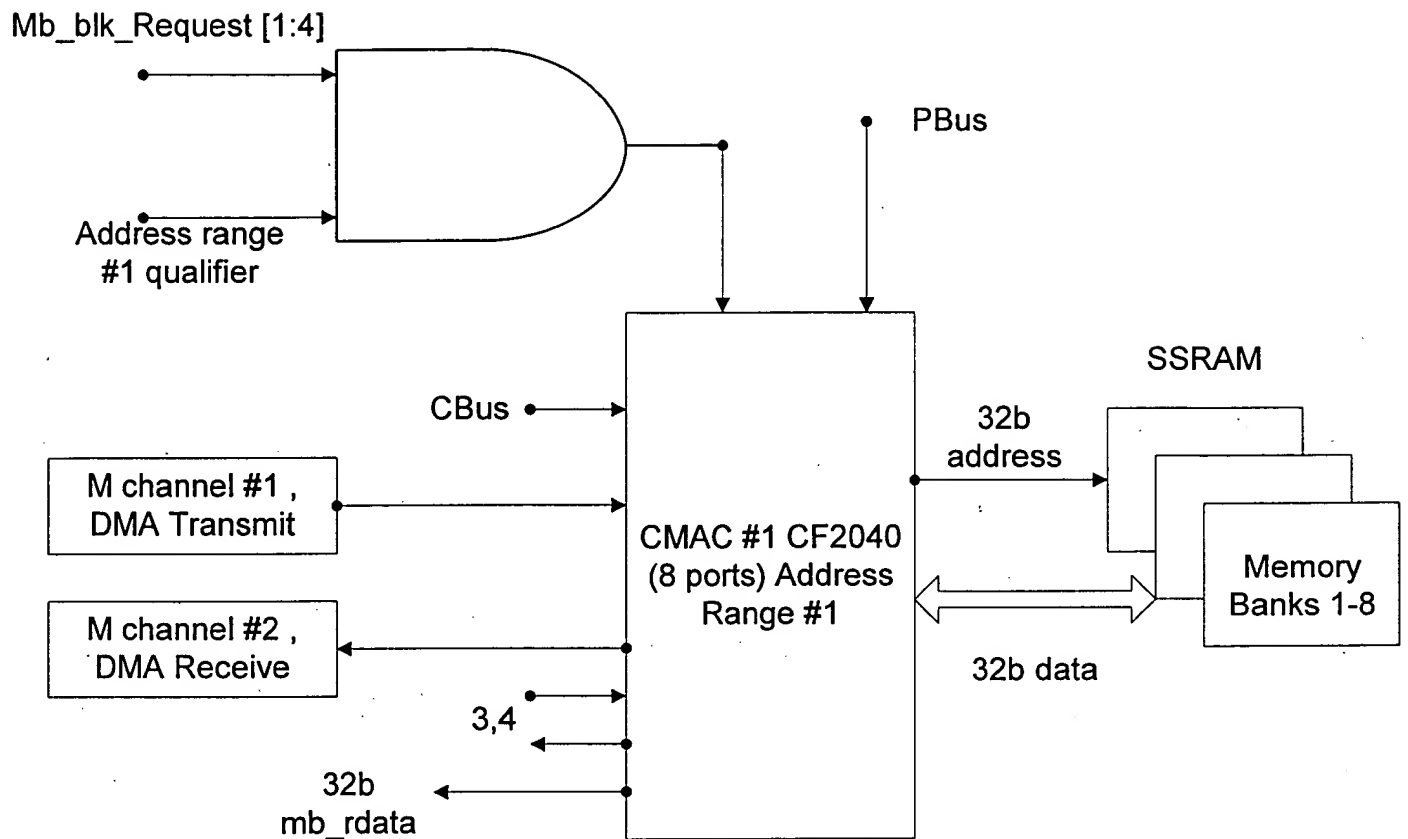 Mb_blk_Request [1:4]
PBus
Address range
#1 qualifier
SSRAM
CBus
32b
address
M channel #1 ,
DMA Transmit
CMAC #1 CF2040
(8 ports) Address
Range #1
Memory
Banks 1-8
M channel #2 ,
DMA Receive
32b data
3,4
32b
mb_rdata